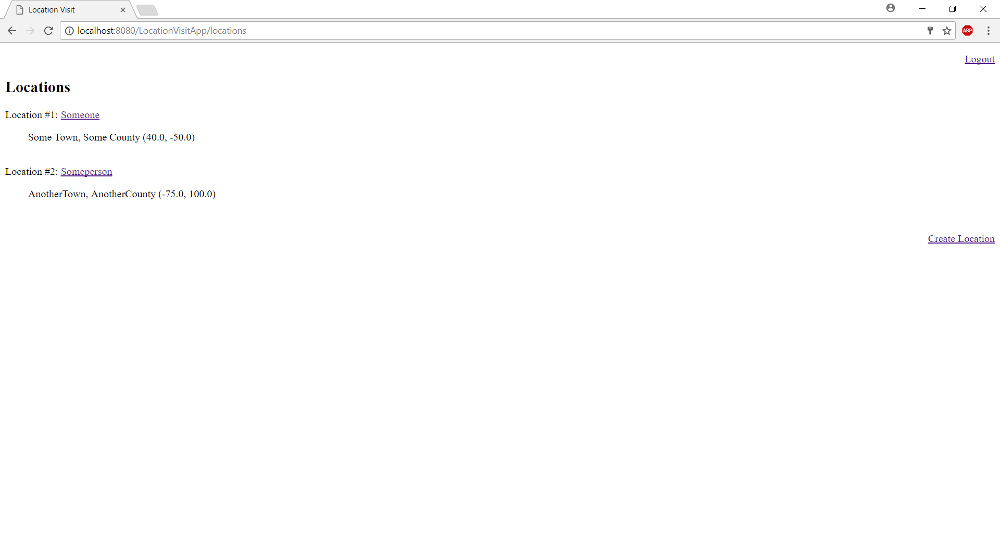 Location Visit
localhost:8080/LocationVisitApp/locations
ABP
Logout
Locations
Location #1: Someone
Some Town, Some County (40.0, -50.0)
Location #2: Someperson
AnotherTown, AnotherCounty (-75.0, 100.0)
Create Location